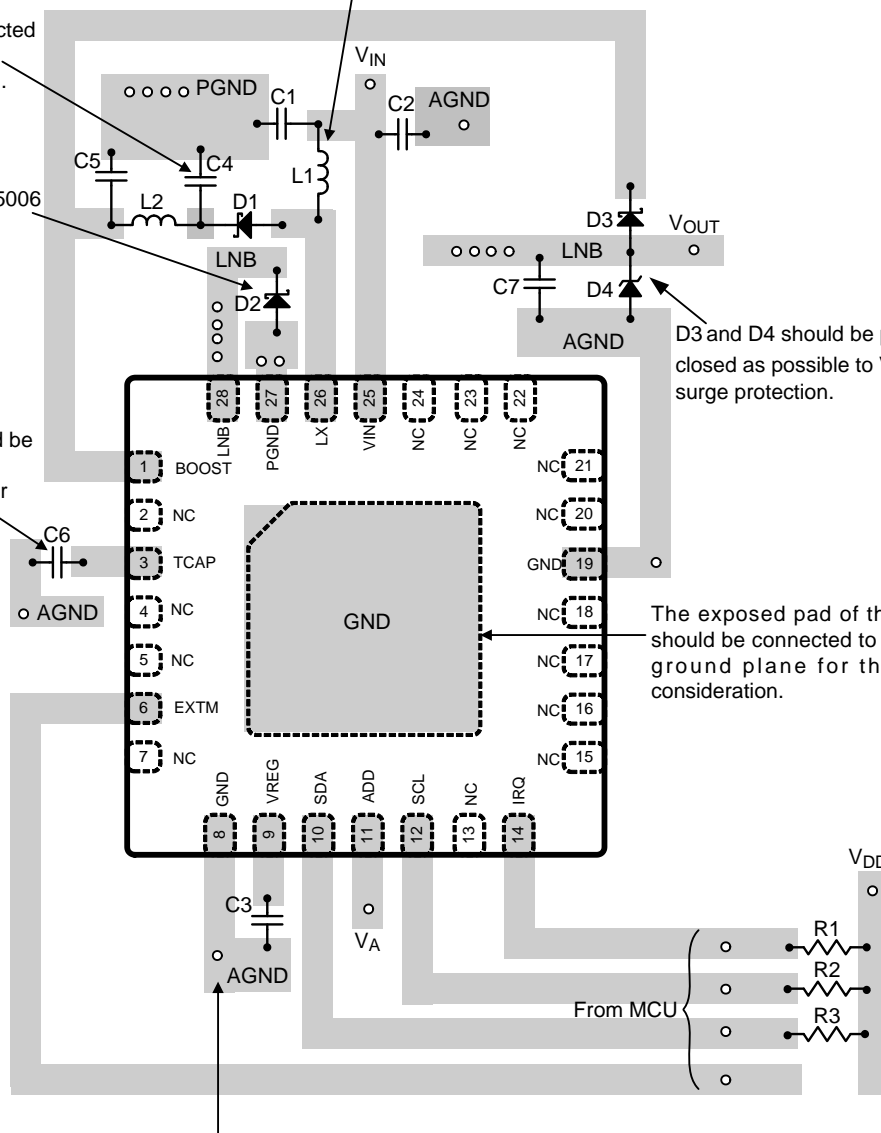 cted
.
5006
d be
r
V_IN
PGND
C1
C2
AGND
C5
C4
L1
L2
D1
LNB
D2
D3
V_OUT
LNB
C7
D4
AGND
D3 and D4 should be p
closed as possible to V
surge protection.
28 27 26 25 24 23 22
LNB PGND LX VIN NC NC NC
1 BOOST
2 NC
3 TCAP
4 NC
5 NC
6 EXTM
7 NC
NC 21
NC 20
GND 19
NC 18
NC 17
NC 16
NC 15
C6
AGND
GND
The exposed pad of th
should be connected to
ground plane for th
consideration.
GND VREG SDA ADD SCL NC IRQ
8 9 10 11 12 13 14
C3
V_A
AGND
V_DD
R1
R2
From MCU
R3